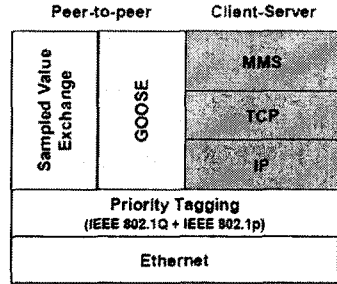 Peer-to-peer
Client-Server
Sampled Value
Exchange
GOOSE
MMS
TCP
IP
Priority Tagging
(IEEE 802.1Q + IEEE 802.1p)
Ethernet